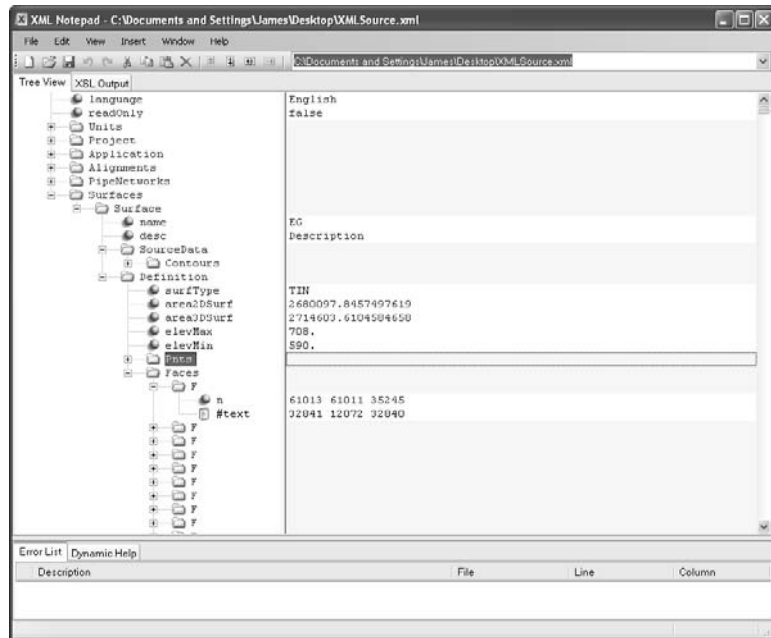 XML Notepad - C:\Documents and Settings\James\Desktop\XMLSource.xml
File Edit View Insert Window Help
C:\Documents and Settings\James\Desktop\XMLSource.xml
Tree View XSL Output
language English
readOnly false
Units
Project
Application
Alignments
PipeNetworks
Surfaces
Surface
name EG
desc Description
SourceData
Contours
Definition
surfType TIN
area2DSurf 2680097.8457497619
area3DSurf 2714603.6104584658
elevMax 708.
elevMin 590.
Pnts
Faces
F
n 61013 61011 35245
#text 32841 12072 32840
F
F
F
F
F
F
F
F
Error List Dynamic Help
Description File Line Column